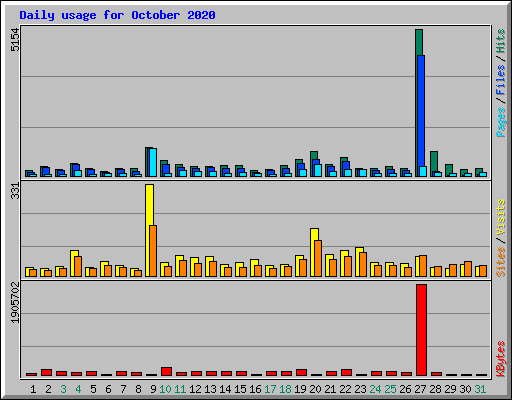 Daily usage for October 2020
5154
Pages / Files / Hits
331
Sites / Visits
1905702
KBytes
1 2 3 4 5 6 7 8 9 10 11 12 13 14 15 16 17 18 19 20 21 22 23 24 25 26 27 28 29 30 31